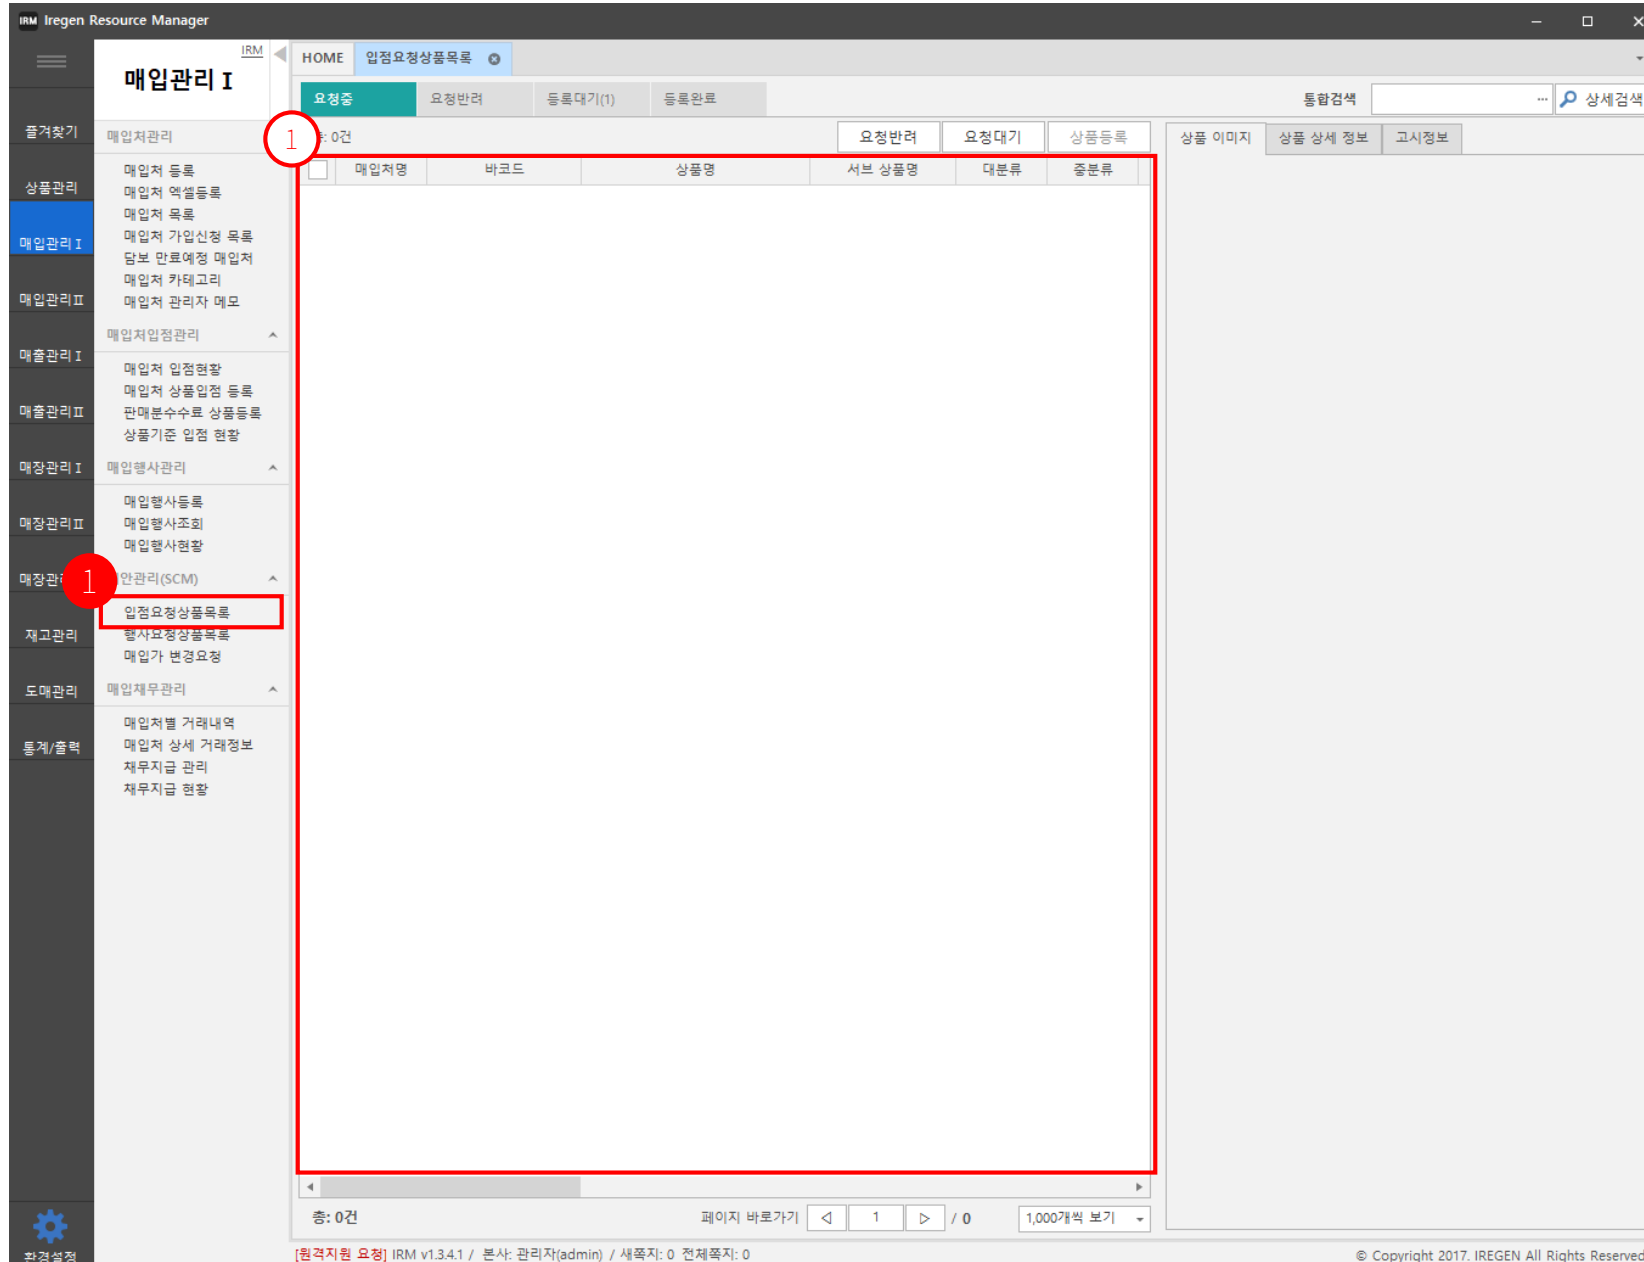 IRM Iregen Resource Manager
IRM
매입관리 I
HOME 입점요청상품목록
요청중 요청반려 등록대기(1) 등록완료
통합검색 ... 상세검색
1
: 0건
요청반려 요청대기 상품등록
상품 이미지 상품 상세 정보 고시정보
매입처명 바코드 상품명 서브 상품명 대분류 중분류
즐겨찾기
상품관리
매입관리 I
매입관리 II
매출관리 I
매출관리 II
매장관리 I
매장관리 II
매장관
재고관리
도매관리
통계/출력
환경설정
매입처관리
매입처 등록
매입처 엑셀등록
매입처 목록
매입처 가입신청 목록
담보 만료예정 매입처
매입처 카테고리
매입처 관리자 메모
매입처입점관리
매입처 입점현황
매입처 상품입점 등록
판매분수수료 상품등록
상품기준 입점 현황
매입행사관리
매입행사등록
매입행사조회
매입행사현황
1
안관리(SCM)
입점요청상품목록
행사요청상품목록
매입가 변경요청
매입채무관리
매입처별 거래내역
매입처 상세 거래정보
채무지급 관리
채무지급 현황
총: 0건
페이지 바로가기 1 / 0 1,000개씩 보기
[원격지원 요청] IRM v1.3.4.1 / 본사: 관리자(admin) / 새쪽지: 0 전체쪽지: 0
© Copyright 2017. IREGEN All Rights Reserved